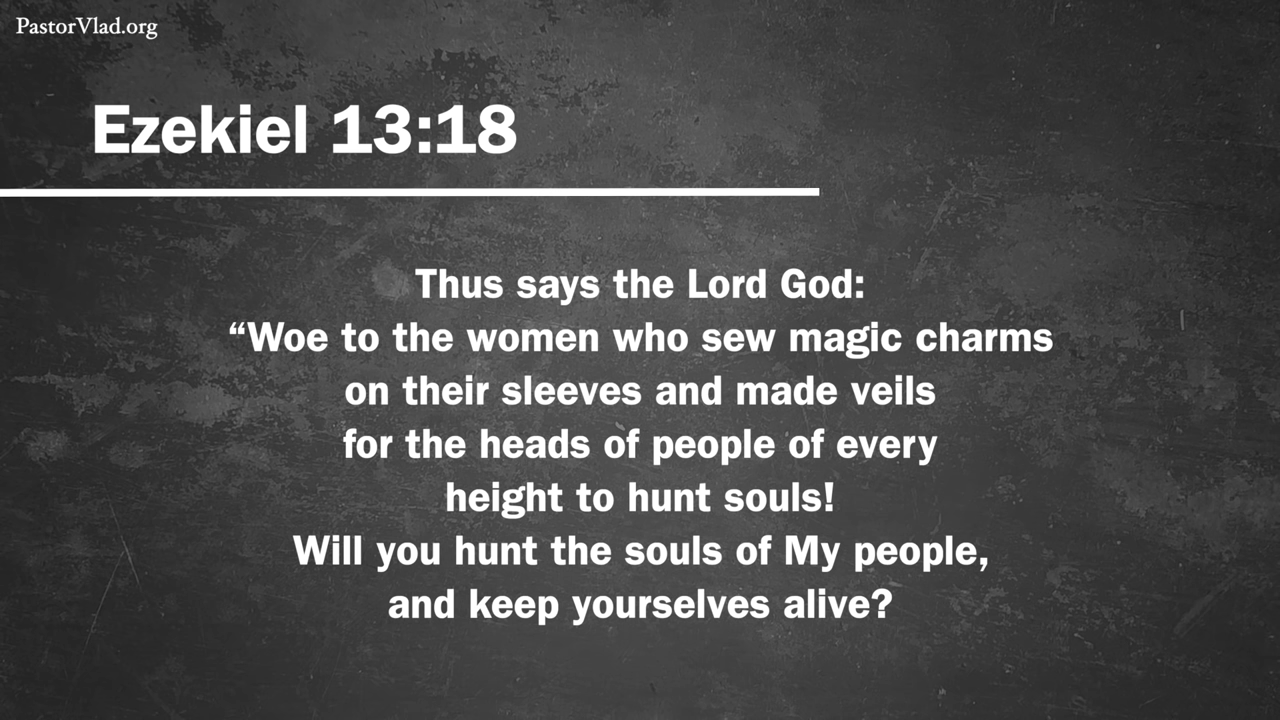 PastorVlad.org
Ezekiel 13:18
Thus says the Lord God:
“Woe to the women who sew magic charms
on their sleeves and made veils
for the heads of people of every
height to hunt souls!
Will you hunt the souls of My people,
and keep yourselves alive?